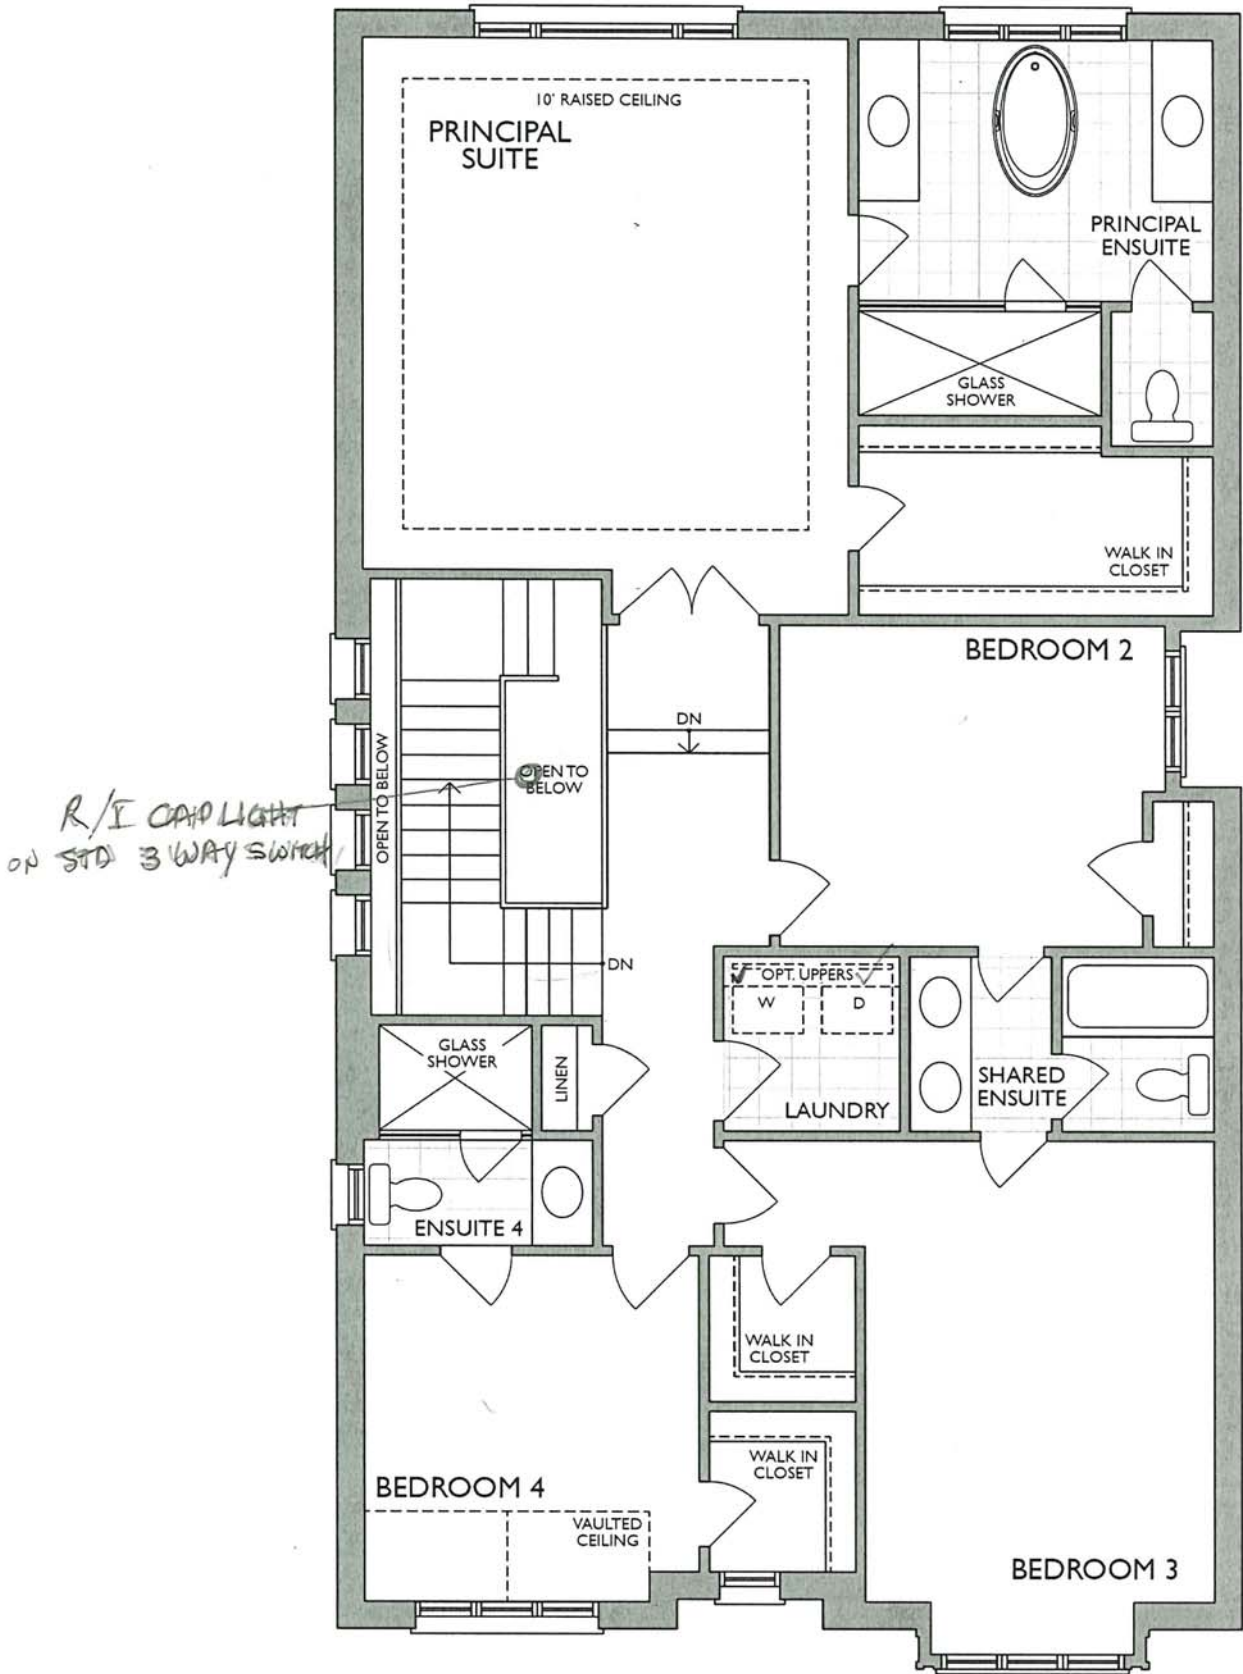 10' RAISED CEILING
PRINCIPAL
SUITE
PRINCIPAL
ENSUITE
GLASS
SHOWER
WALK IN
CLOSET
BEDROOM 2
DN
OPEN TO BELOW
OPEN TO
BELOW
R/I CAP LIGHT
ON STD 3 WAY SWITCH
DN
OPT. UPPERS
W D
GLASS
SHOWER
LINEN
LAUNDRY
SHARED
ENSUITE
ENSUITE 4
WALK IN
CLOSET
WALK IN
CLOSET
BEDROOM 4
VAULTED
CEILING
BEDROOM 3